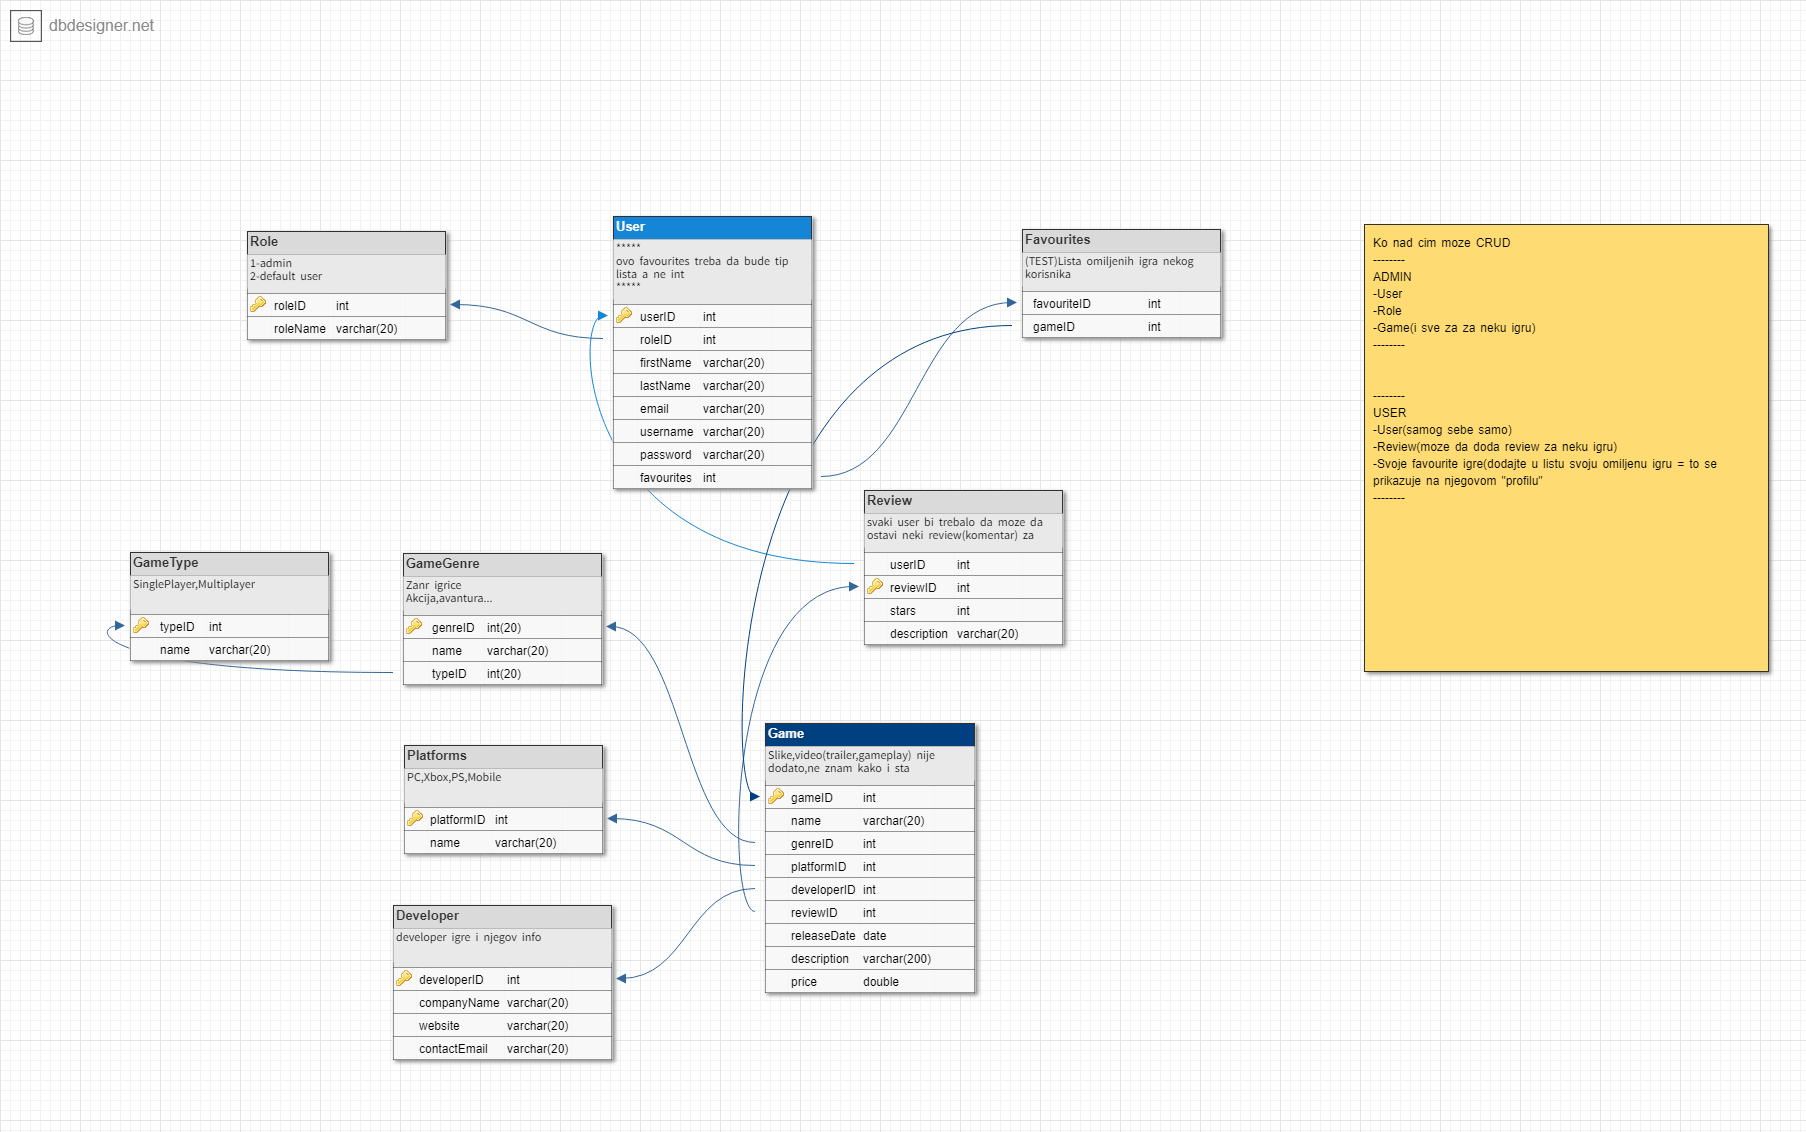 dbdesigner.net
Role
1-admin
2-default user
roleID int
roleName varchar(20)
User
*****
ovo favourites treba da bude tip
lista a ne int
*****
userID int
roleID int
firstName varchar(20)
lastName varchar(20)
email varchar(20)
username varchar(20)
password varchar(20)
favourites int
Favourites
(TEST)Lista omiljenih igra nekog
korisnika
favouriteID int
gameID int
Ko nad cim moze CRUD
--------
ADMIN
-User
-Role
-Game(i sve za za neku igru)
--------
--------
USER
-User(samog sebe samo)
-Review(moze da doda review za neku igru)
-Svoje favourite igre(dodajte u listu svoju omiljenu igru = to se
prikazuje na njegovom "profilu"
--------
Review
svaki user bi trebalo da moze da
ostavi neki review(komentar) za
userID int
reviewID int
stars int
description varchar(20)
GameType
SinglePlayer,Multiplayer
typeID int
name varchar(20)
GameGenre
Zanr igrice
Akcija,avantura...
genreID int(20)
name varchar(20)
typeID int(20)
Platforms
PC,Xbox,PS,Mobile
platformID int
name varchar(20)
Game
Slike,video(trailer,gameplay) nije
dodato,ne znam kako i sta
gameID int
name varchar(20)
genreID int
platformID int
developerID int
reviewID int
releaseDate date
description varchar(200)
price double
Developer
developer igre i njegov info
developerID int
companyName varchar(20)
website varchar(20)
contactEmail varchar(20)